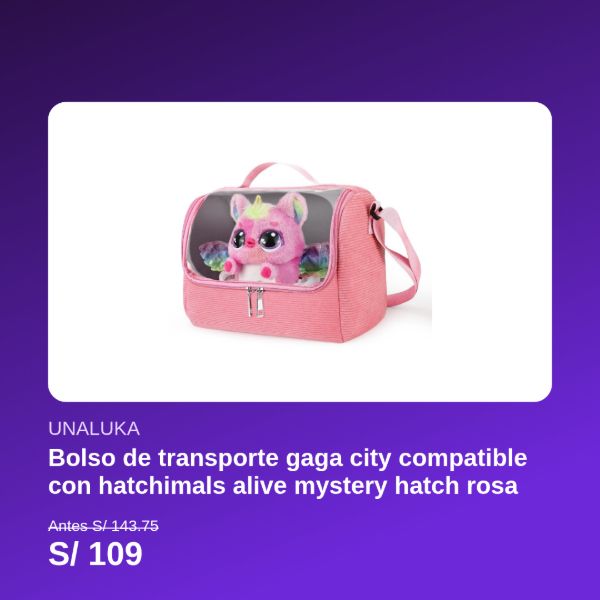 UNALUKA
Bolso de transporte gaga city compatible
con hatchimals alive mystery hatch rosa
Antes S/ 143.75
S/ 109